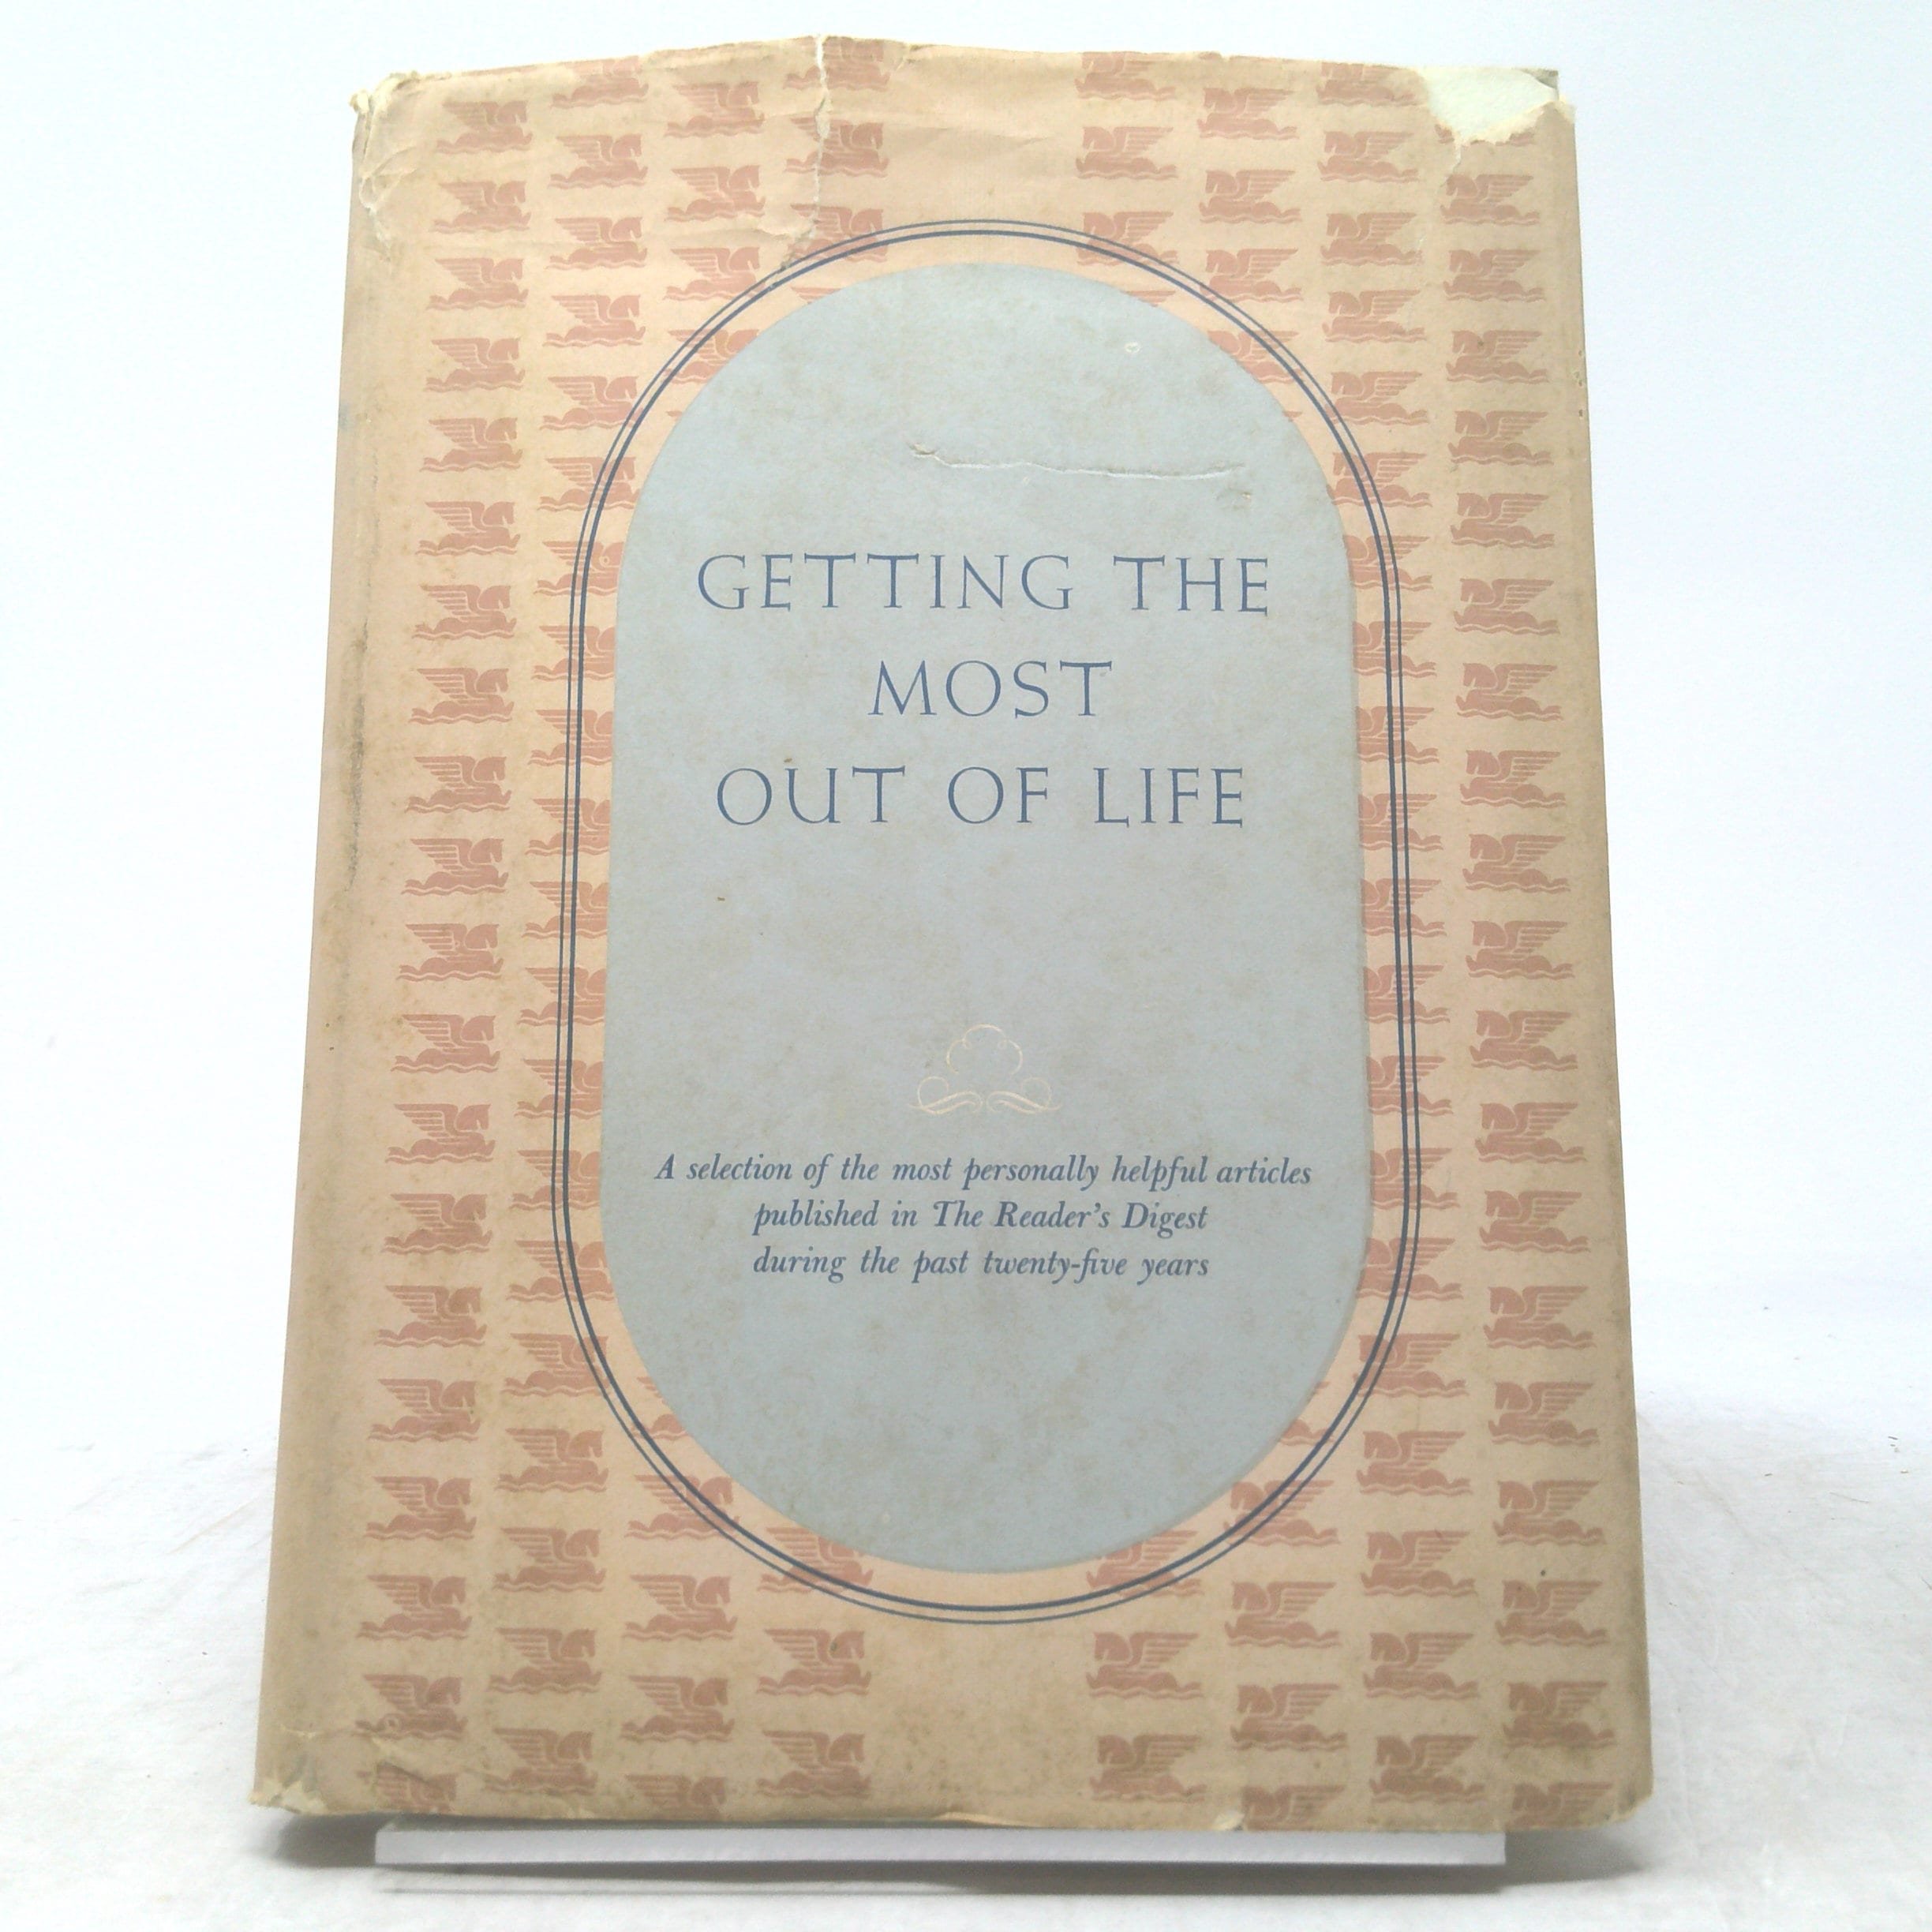 GETTING THE
MOST
OUT OF LIFE
A selection of the most personally helpful articles
published in The Reader's Digest
during the past twenty-five years